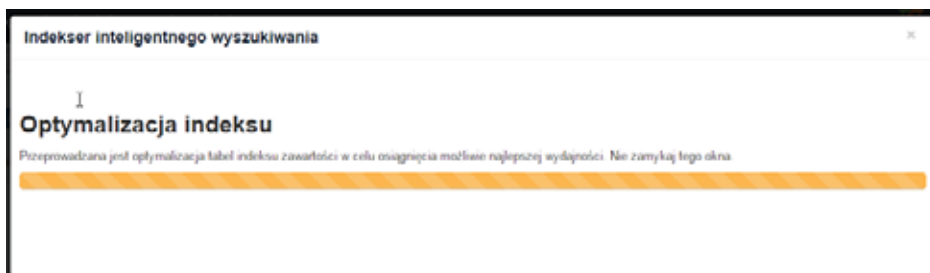 Indekser inteligentnego wyszukiwania
Optymalizacja indeksu
Przeprowadzana jest optymalizacja tabel indeksu zawartości w celu osiągnięcia możliwie najlepszej wydajności. Nie zamykaj tego okna.